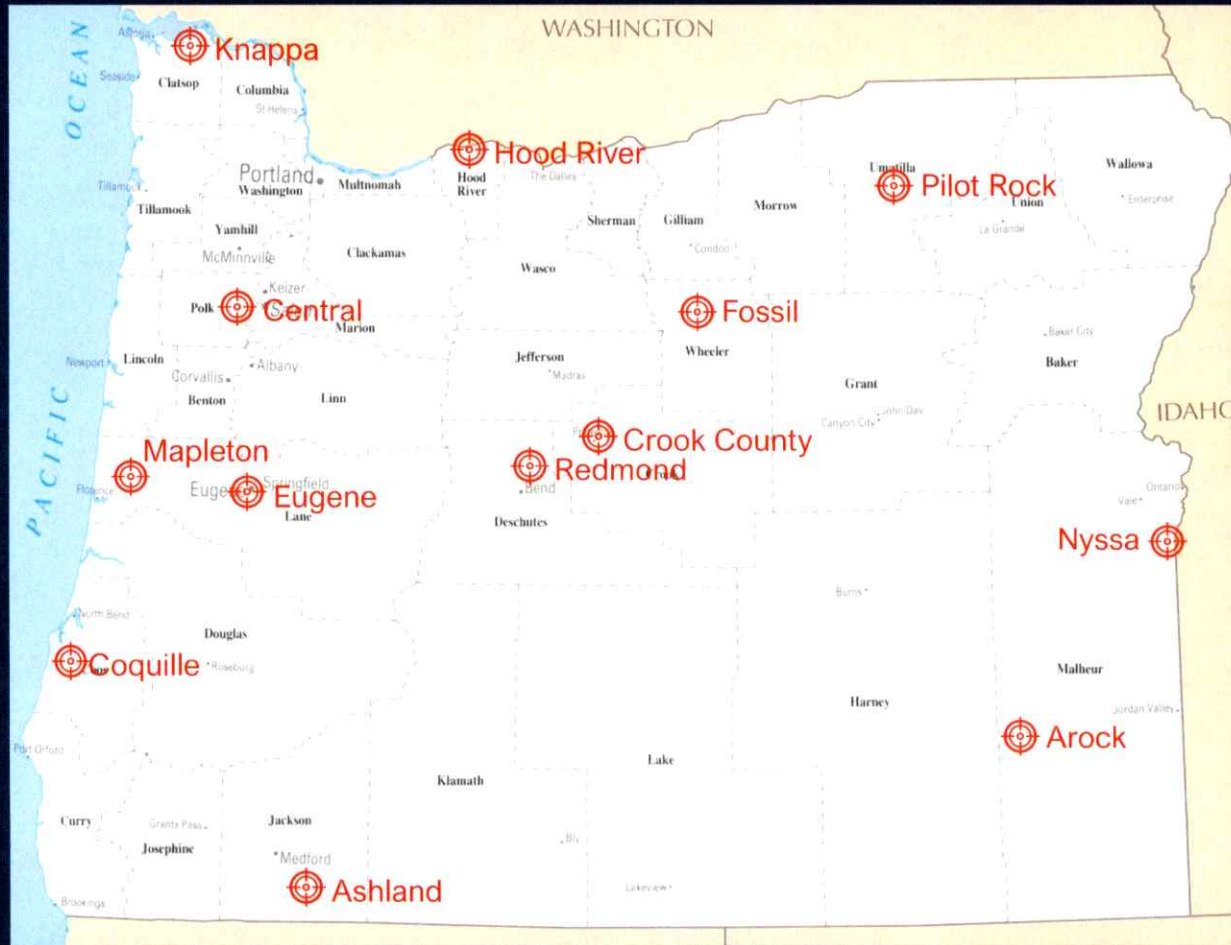 WASHINGTON
OCEAN
Astoria
Knappa
Seaside
Clatsop
Columbia
St Helens
Hood River
Portland
Washington
Multnomah
Hood
River
The Dalles
Umatilla
Pilot Rock
Wallowa
Tillamook
Tillamook
Sherman
Gilliam
Morrow
Union
Enterprise
Yamhill
La Grande
McMinnville
Clackamas
Condon
Wasco
Keizer
Polk
Central
Marion
Fossil
Baker City
Newport
Lincoln
Jefferson
Wheeler
Baker
Corvallis
Albany
Madras
Grant
Benton
Linn
PACIFIC
IDAHO
Canyon City
John Day
Mapleton
Crook County
Redmond
Florence
Springfield
Eugene
Bend
Ontario
Vale
Lane
Deschutes
Nyssa
Burns
North Bend
Douglas
Coquille
Roseburg
Malheur
Harney
Jordan Valley
Arock
Port Orford
Lake
Klamath
Curry
Grants Pass
Jackson
Josephine
Bly
Medford
Ashland
Lakeview
Brookings